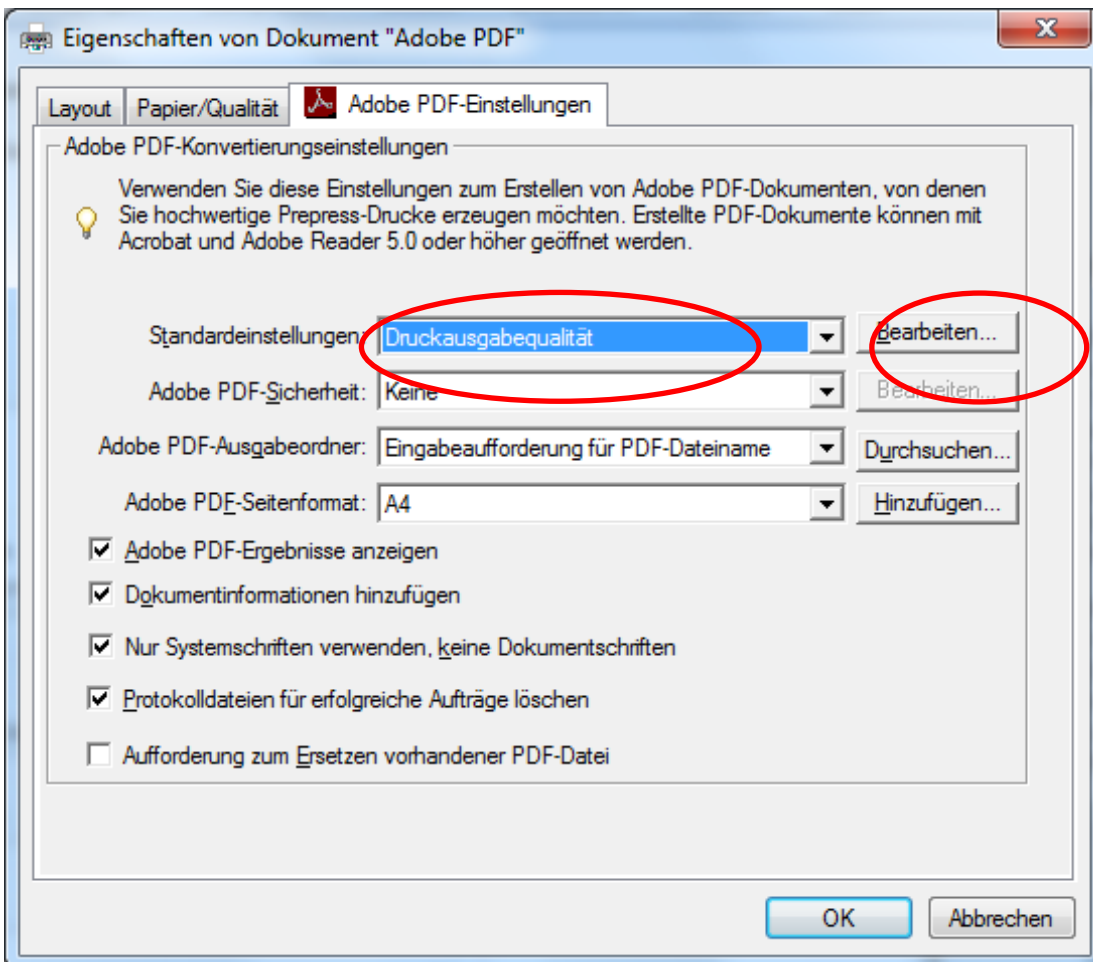 Eigenschaften von Dokument "Adobe PDF"
Layout Papier/Qualität Adobe PDF-Einstellungen
Adobe PDF-Konvertierungseinstellungen
Verwenden Sie diese Einstellungen zum Erstellen von Adobe PDF-Dokumenten, von denen
Sie hochwertige Prepress-Drucke erzeugen möchten. Erstellte PDF-Dokumente können mit
Acrobat und Adobe Reader 5.0 oder höher geöffnet werden.
Standardeinstellungen: Druckausgabequalität Bearbeiten...
Adobe PDF-Sicherheit: Keine Bearbeiten...
Adobe PDF-Ausgabeordner: Eingabeaufforderung für PDF-Dateiname Durchsuchen...
Adobe PDF-Seitenformat: A4 Hinzufügen...
Adobe PDF-Ergebnisse anzeigen
Dokumentinformationen hinzufügen
Nur Systemschriften verwenden, keine Dokumentschriften
Protokolldateien für erfolgreiche Aufträge löschen
Aufforderung zum Ersetzen vorhandener PDF-Datei
OK Abbrechen